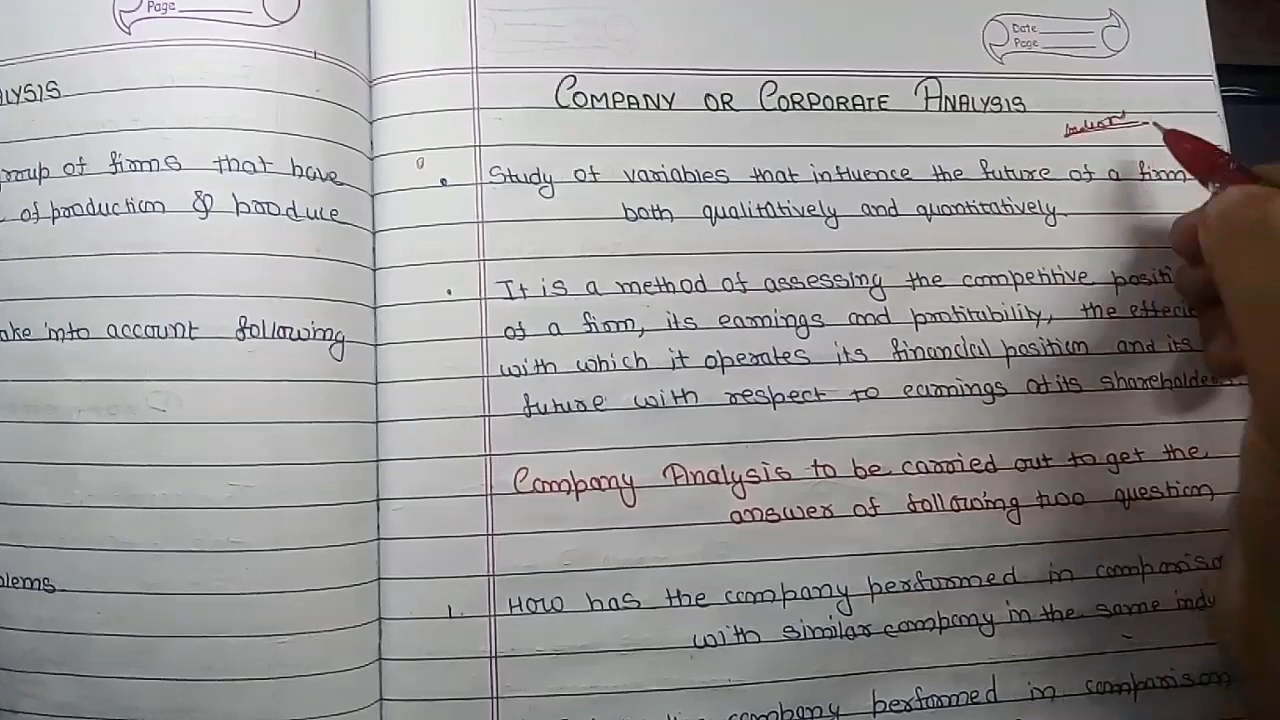 Page
LYSIS
roup of firms that have
of production & produce
ake into account following
blems
Date
Page
COMPANY OR CORPORATE ANALYSIS
Study of variables that influence the future of a firm
both qualitatively and quantitatively.
It is a method of assessing the competitive positi
of a firm, its earnings and profitability, the effecie
with which it operates its financial position and its
future with respect to earnings of its shareholders.
Company Analysis to be carried out to get the
answer of following two question
1. How has the company performed in compariso
with similar company in the same indu
company performed in comparison